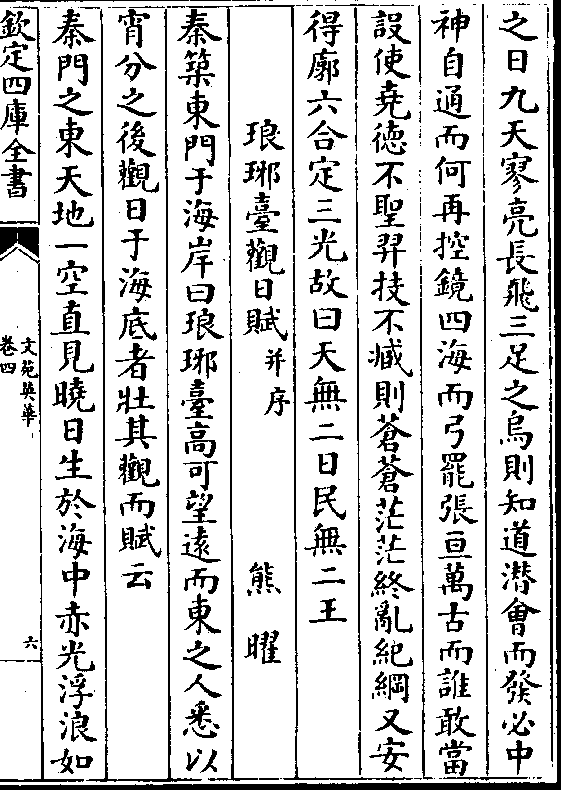 之日九天寥亮長飛三足之烏則知道潛會而發必中
神自通而何再控鏡四海而弓罷張亘萬古而誰敢當
設使堯徳不聖羿技不臧則蒼蒼茫茫終亂紀綱又安
得廓六合定三光故曰天無二日民無二王
琅琊臺觀日賦并序 熊曜
秦築東門于海岸曰琅琊臺高可望遠而東之人悉以
宵分之後觀日于海底者壯其觀而賦云
秦門之東天地一空直見曉日生於海中赤光浮浪如
欽定四庫全書
文苑英華
卷四
六